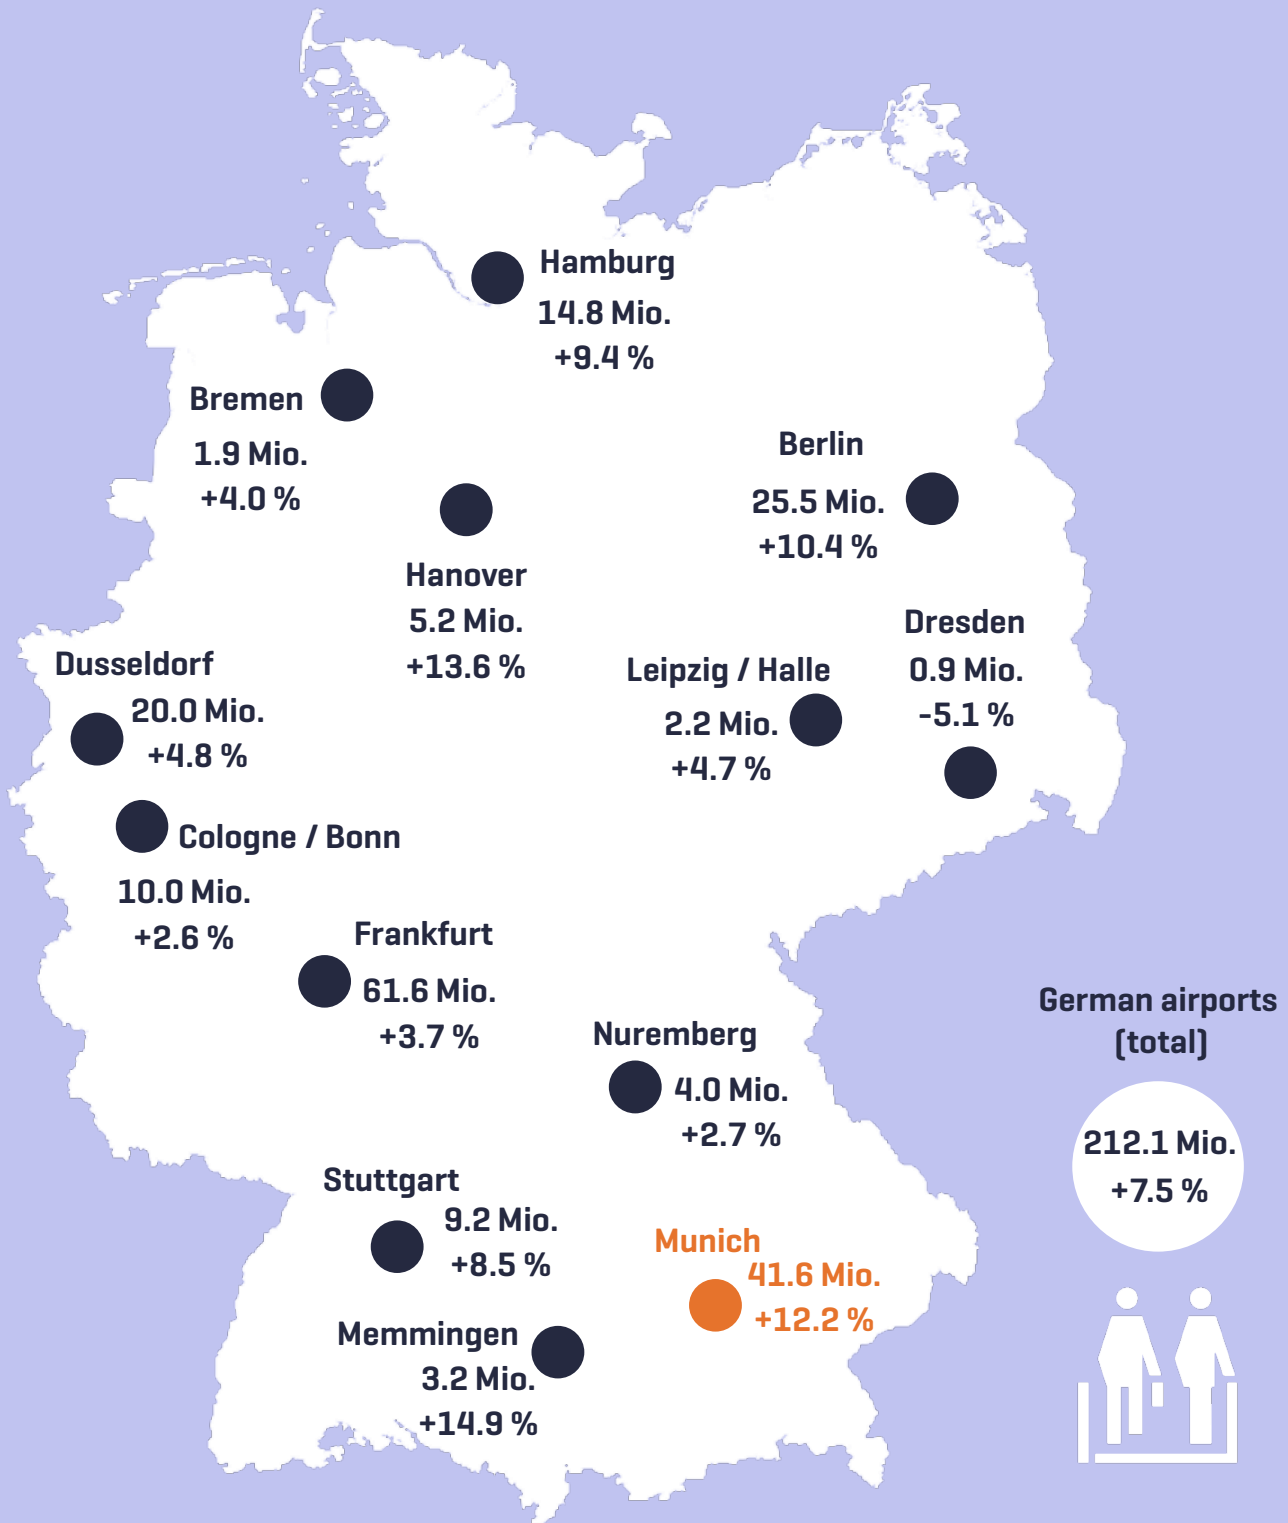 Hamburg
14.8 Mio.
+9.4 %
Bremen
1.9 Mio.
+4.0 %
Berlin
25.5 Mio.
+10.4 %
Hanover
5.2 Mio.
+13.6 %
Dresden
0.9 Mio.
-5.1 %
Dusseldorf
20.0 Mio.
+4.8 %
Leipzig / Halle
2.2 Mio.
+4.7 %
Cologne / Bonn
10.0 Mio.
+2.6 %
Frankfurt
61.6 Mio.
+3.7 %
Nuremberg
4.0 Mio.
+2.7 %
German airports
(total)
212.1 Mio.
+7.5 %
Stuttgart
9.2 Mio.
+8.5 %
Munich
41.6 Mio.
+12.2 %
Memmingen
3.2 Mio.
+14.9 %